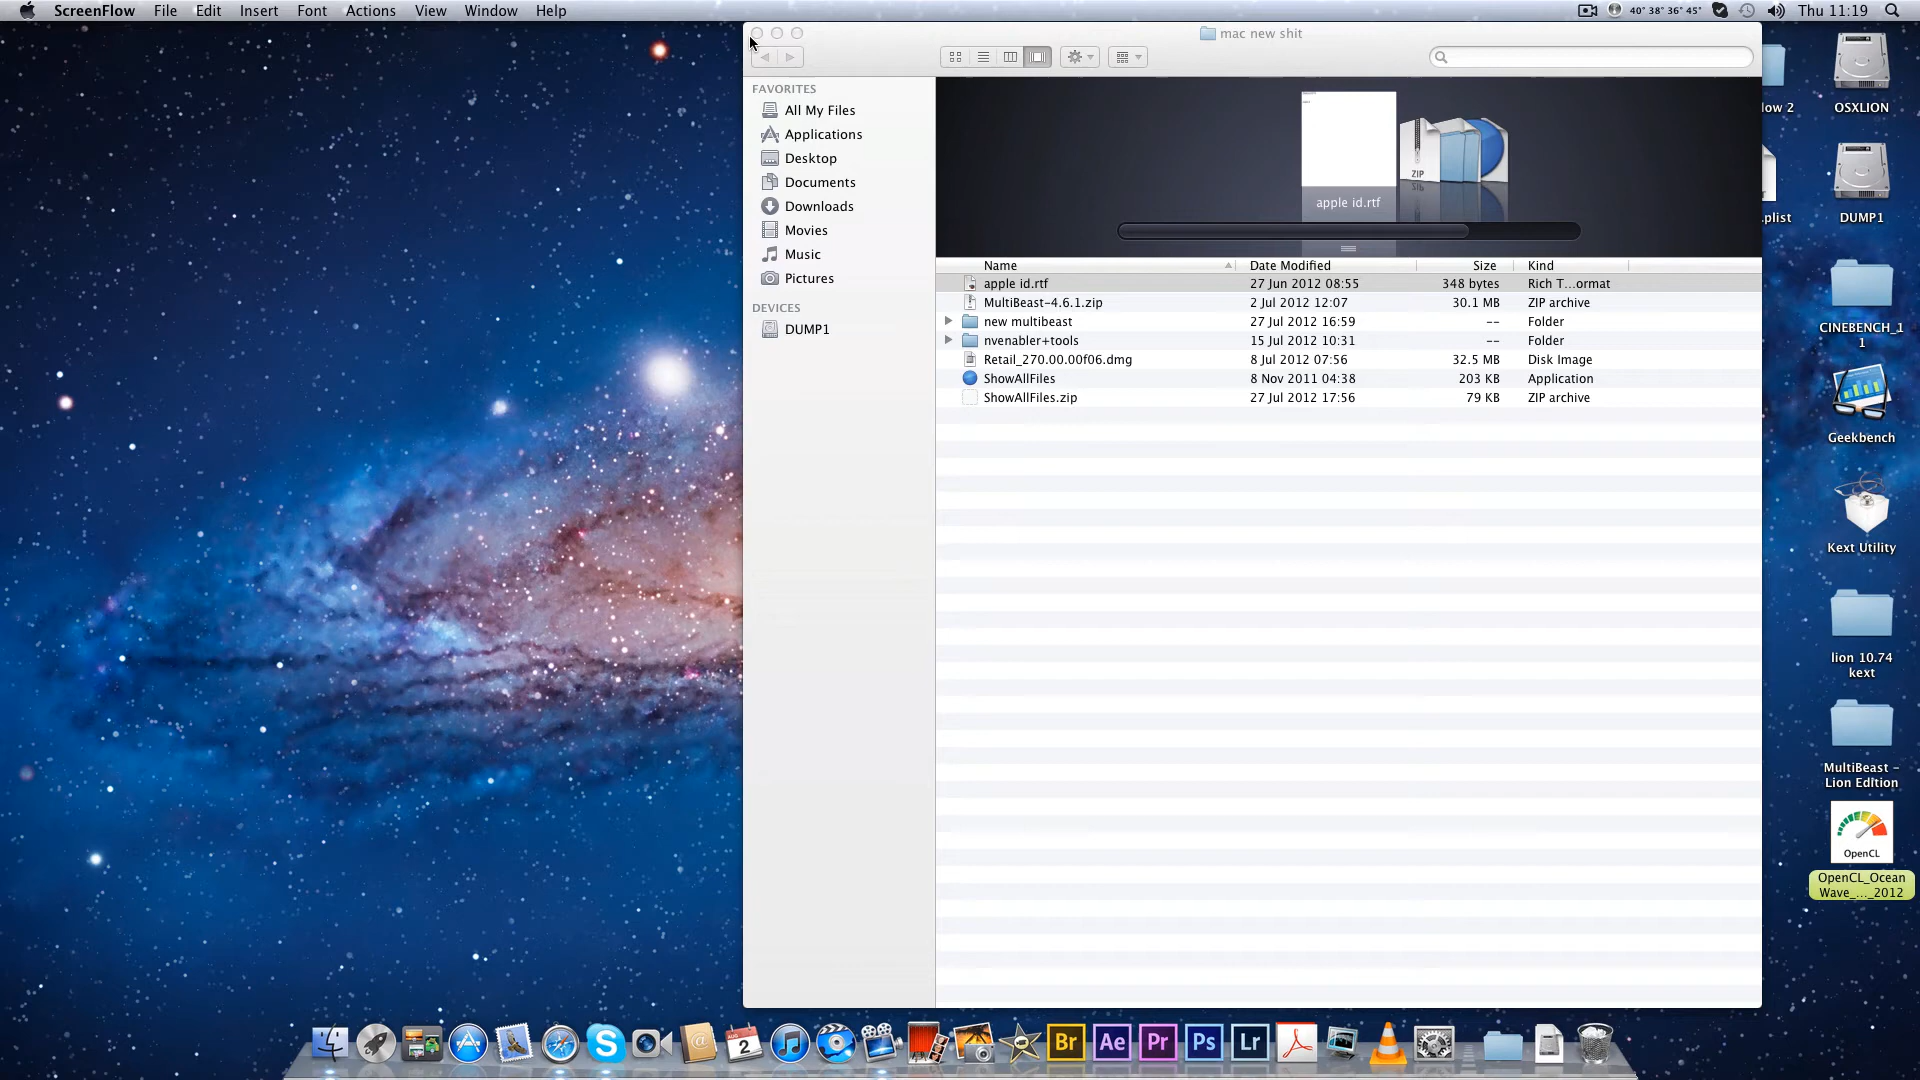 ScreenFlow File Edit Insert Font Actions View Window Help
40° 38° 36° 45° Thu 11:19
mac new shit
FAVORITES
All My Files
Applications
Desktop
Documents
Downloads
Movies
Music
Pictures
DEVICES
DUMP1
ZIP
apple id.rtf
Name Date Modified Size Kind
apple id.rtf 27 Jun 2012 08:55 348 bytes Rich T...ormat
MultiBeast-4.6.1.zip 2 Jul 2012 12:07 30.1 MB ZIP archive
new multibeast 27 Jul 2012 16:59 -- Folder
nvenabler+tools 15 Jul 2012 10:31 -- Folder
Retail_270.00.00f06.dmg 8 Jul 2012 07:56 32.5 MB Disk Image
ShowAllFiles 8 Nov 2011 04:38 203 KB Application
ShowAllFiles.zip 27 Jul 2012 17:56 79 KB ZIP archive
low 2
.plist
OSXLION
DUMP1
CINEBENCH_1
1
Geekbench
Kext Utility
lion 10.74
kext
MultiBeast -
Lion Edition
OpenCL
OpenCL_Ocean
Wave_..._2012
AUG
2
Br Ae Pr Ps Lr